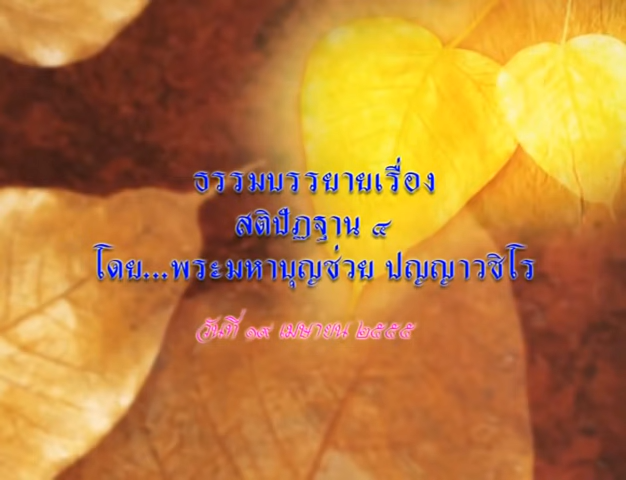 ธรรมบรรยายเรื่อง
สติปัฏฐาน ๔
โดย...พระมหาบุญช่วย ปญฺญาวชิโร
วันที่ ๑๙ เมษายน ๒๕๕๕